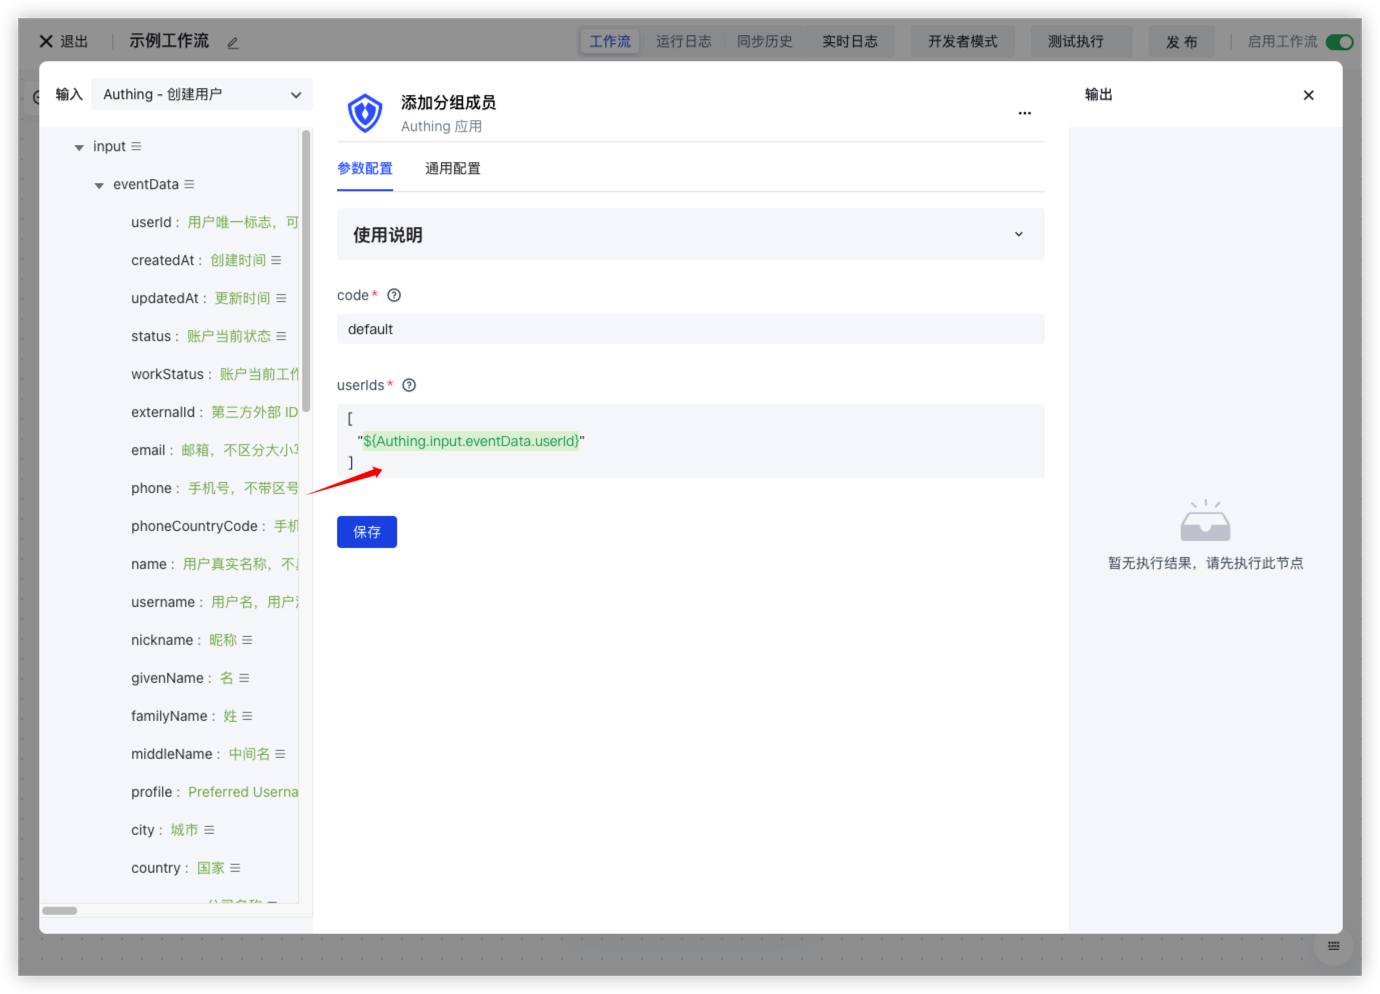 退出
示例工作流
工作流
运行日志
同步历史
实时日志
开发者模式
测试执行
发布
启用工作流
输入
Authing - 创建用户
input
eventData
userId : 用户唯一标志，可
createdAt : 创建时间
updatedAt : 更新时间
status : 账户当前状态
workStatus : 账户当前工作
externalId : 第三方外部 ID
email : 邮箱，不区分大小写
phone : 手机号，不带区号
phoneCountryCode : 手机
name : 用户真实名称，不
username : 用户名，用户
nickname : 昵称
givenName : 名
familyName : 姓
middleName : 中间名
profile : Preferred Userna
city : 城市
country : 国家
添加分组成员
Authing 应用
参数配置
通用配置
使用说明
code*
default
userIds*
[
"${Authing.input.eventData.userId}"
]
保存
输出
暂无执行结果，请先执行此节点